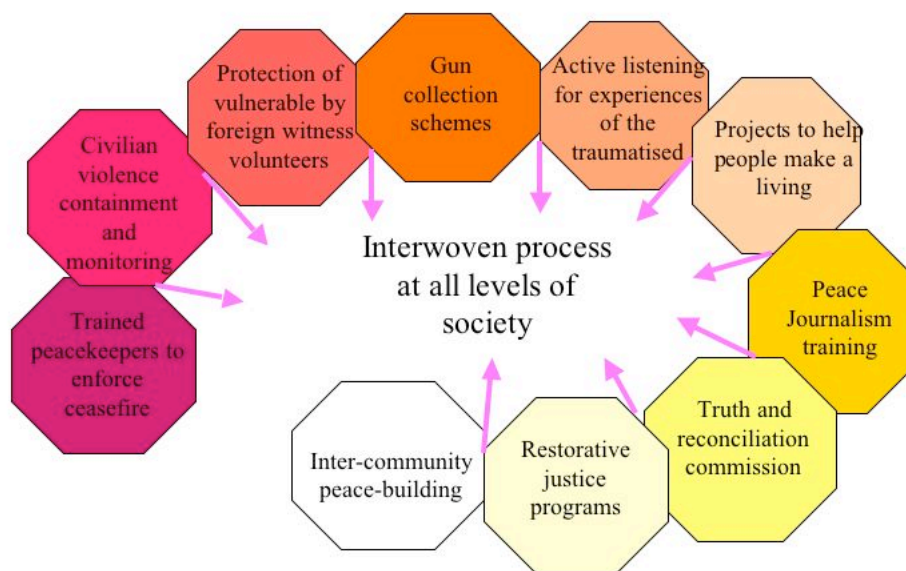 Trained
peacekeepers to
enforce
ceasefire
Civilian
violence
containment
and
monitoring
Protection of
vulnerable by
foreign witness
volunteers
Gun
collection
schemes
Active listening
for experiences
of the
traumatised
Projects to help
people make a
living
Peace
Journalism
training
Truth and
reconciliation
commission
Restorative
justice
programs
Inter-community
peace-building
Interwoven process
at all levels of
society